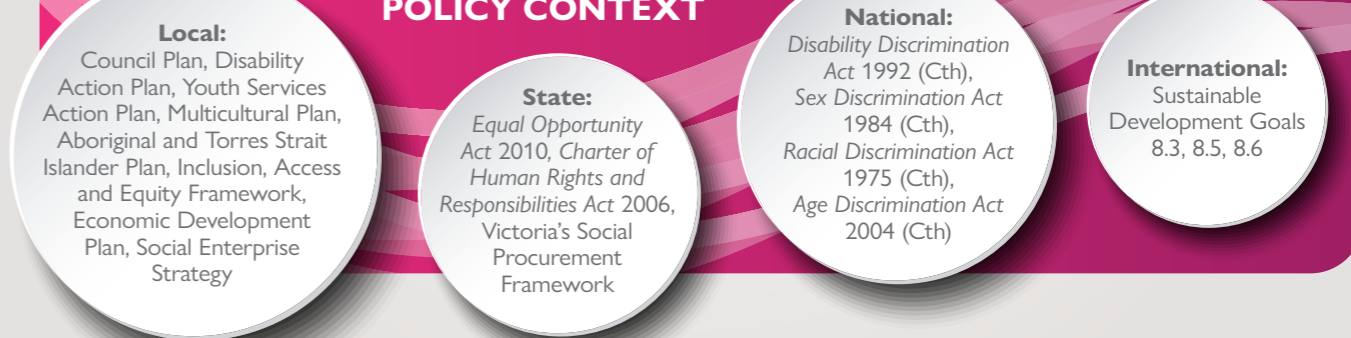 POLICY CONTEXT
Local:
Council Plan, Disability
Action Plan, Youth Services
Action Plan, Multicultural Plan,
Aboriginal and Torres Strait
Islander Plan, Inclusion, Access
and Equity Framework,
Economic Development
Plan, Social Enterprise
Strategy
State:
Equal Opportunity
Act 2010, Charter of
Human Rights and
Responsibilities Act 2006,
Victoria's Social
Procurement
Framework
National:
Disability Discrimination
Act 1992 (Cth),
Sex Discrimination Act
1984 (Cth),
Racial Discrimination Act
1975 (Cth),
Age Discrimination Act
2004 (Cth)
International:
Sustainable
Development Goals
8.3, 8.5, 8.6